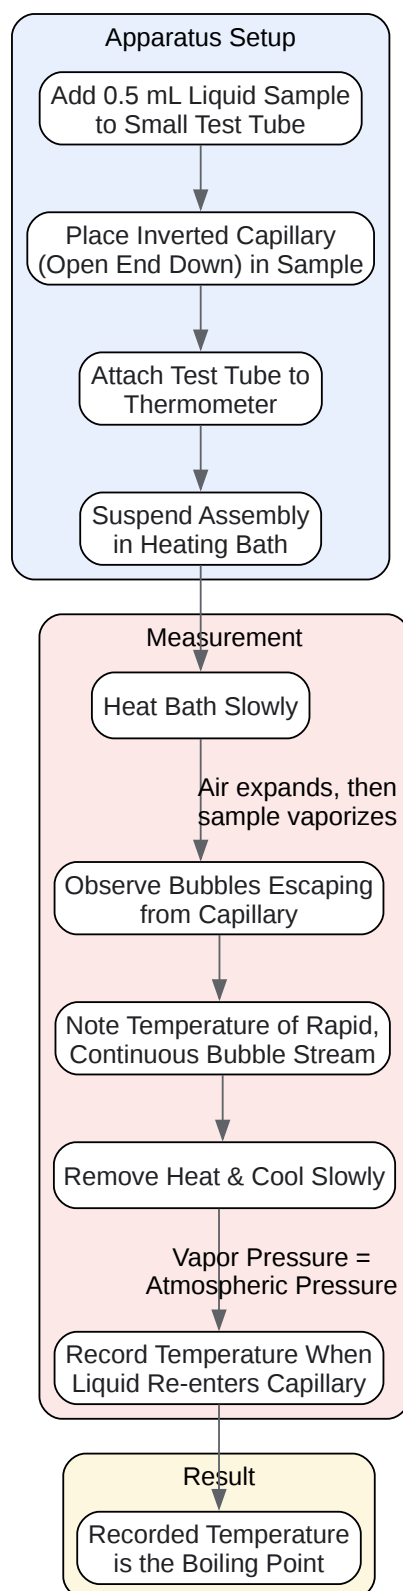 Apparatus Setup
Add 0.5 mL Liquid Sample
to Small Test Tube
Place Inverted Capillary
(Open End Down) in Sample
Attach Test Tube to
Thermometer
Suspend Assembly
in Heating Bath
Measurement
Heat Bath Slowly
Air expands, then
sample vaporizes
Observe Bubbles Escaping
from Capillary
Note Temperature of Rapid,
Continuous Bubble Stream
Remove Heat & Cool Slowly
Vapor Pressure =
Atmospheric Pressure
Record Temperature When
Liquid Re-enters Capillary
Result
Recorded Temperature
is the Boiling Point